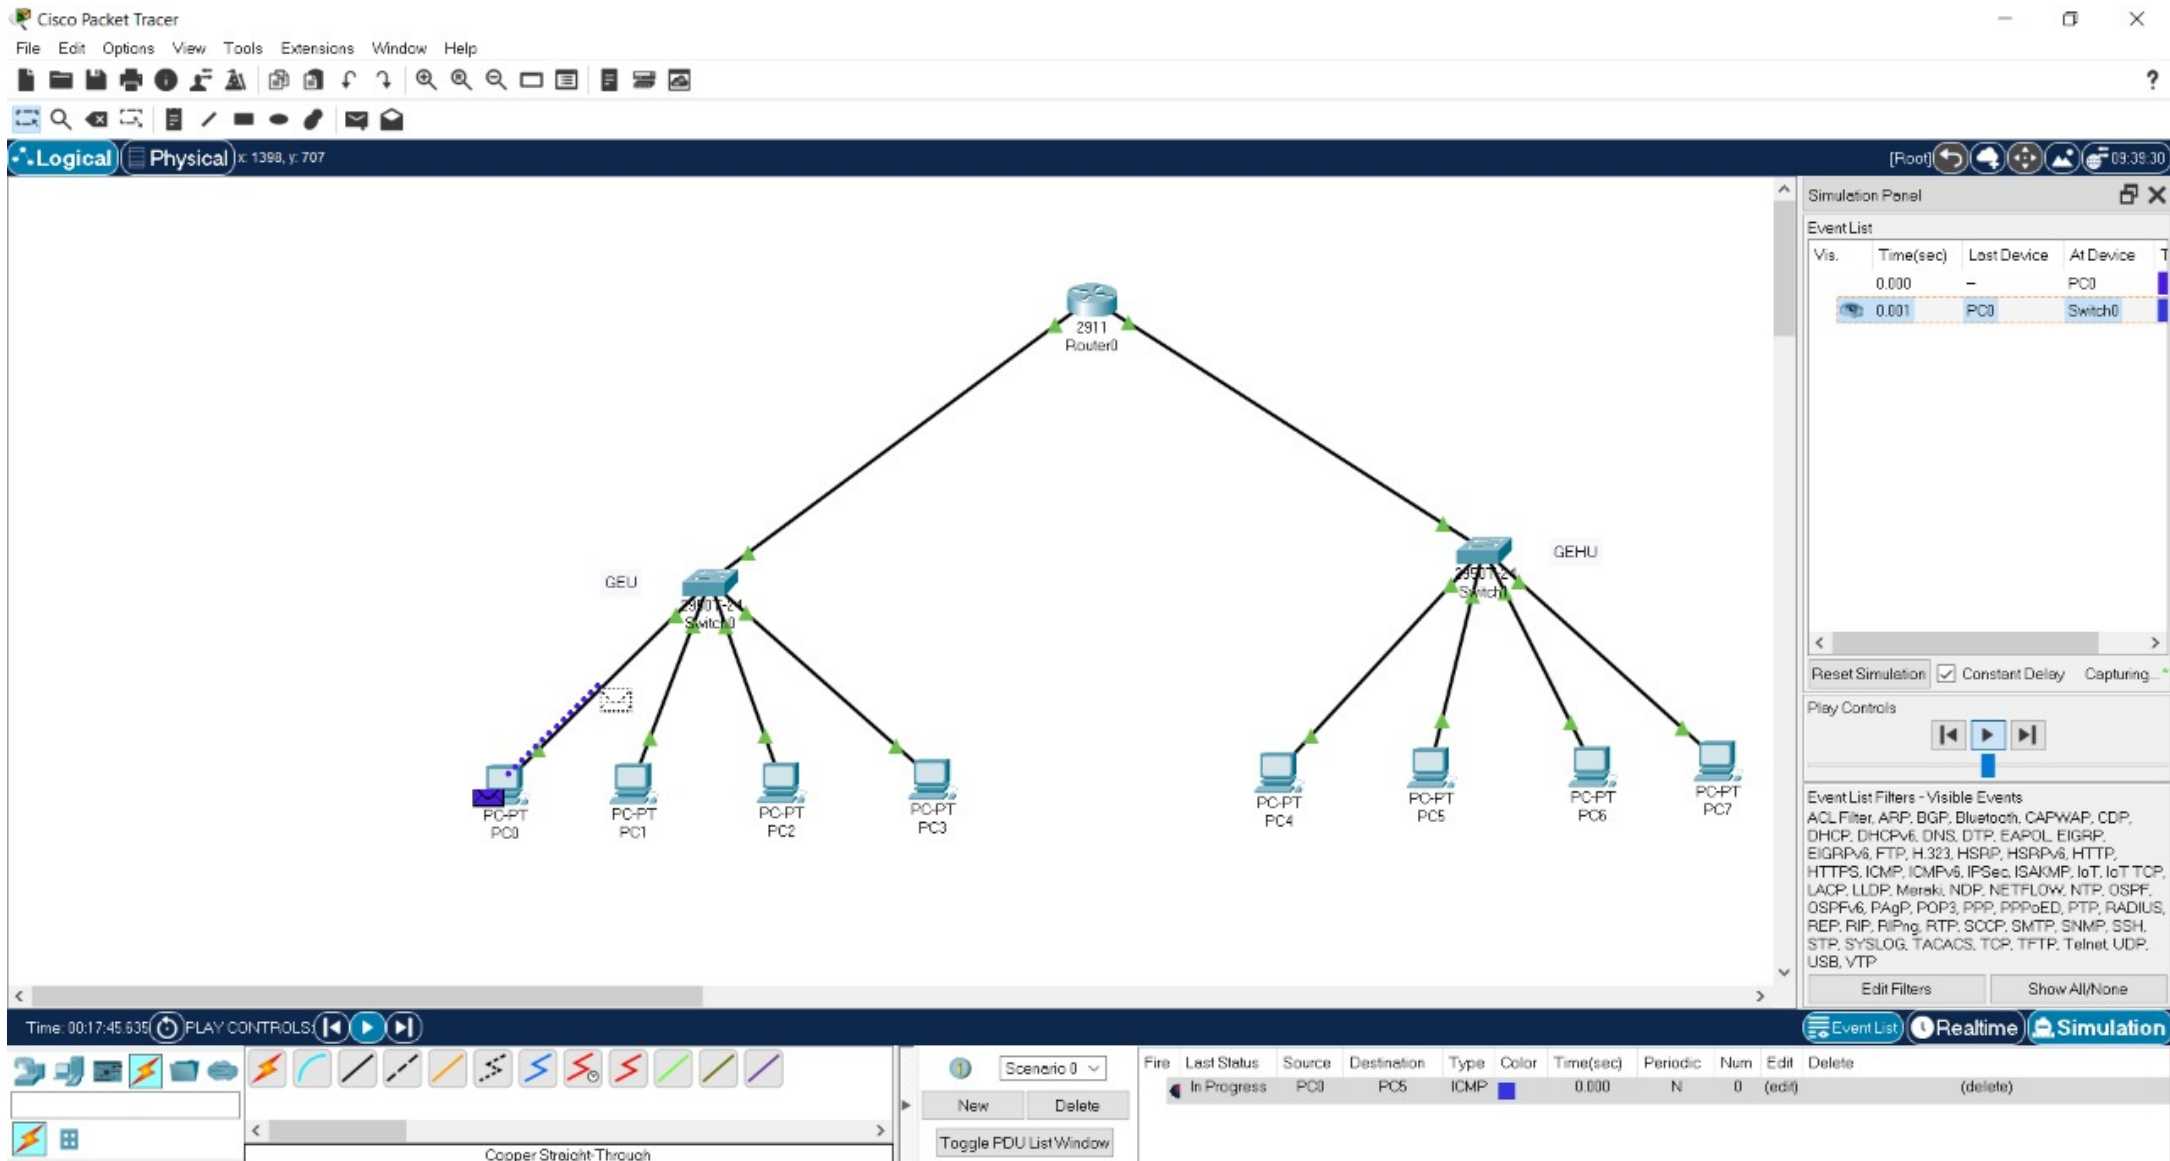 Cisco Packet Tracer
File Edit Options View Tools Extensions Window Help
?
Logical Physical x: 1398, y: 707 [Root] 09:39:30
Simulation Panel
Event List
Vis. Time(sec) Last Device At Device T
0.000 -- PC0
0.001 PC0 Switch0
2911
Router0
GEU
2950T-24
Switch0
GEHU
2950T-24
Switch1
PC-PT
PC0
PC-PT
PC1
PC-PT
PC2
PC-PT
PC3
PC-PT
PC4
PC-PT
PC5
PC-PT
PC6
PC-PT
PC7
Reset Simulation Constant Delay Capturing...
Play Controls
Event List Filters - Visible Events
ACL Filter, ARP, BGP, Bluetooth, CAPWAP, CDP,
DHCP, DHCPv6, DNS, DTP, EAPOL, EIGRP,
EIGRPv6, FTP, H.323, HSRP, HSRPv6, HTTP,
HTTPS, ICMP, ICMPv6, IPSec, ISAKMP, IoT, IoT TCP,
LACP, LLDP, Meraki, NDP, NETFLOW, NTP, OSPF,
OSPFv6, PAgP, POP3, PPP, PPPoED, PTP, RADIUS,
REP, RIP, RIPng, RTP, SCCP, SMTP, SNMP, SSH,
STP, SYSLOG, TACACS, TCP, TFTP, Telnet, UDP,
USB, VTP
Edit Filters Show All/None
Time: 00:17:45.635 PLAY CONTROLS: Event List Realtime Simulation
Scenario 0
New Delete
Toggle PDU List Window
Fire Last Status Source Destination Type Color Time(sec) Periodic Num Edit Delete
In Progress PC0 PC5 ICMP 0.000 N 0 (edit) (delete)
Copper Straight-Through